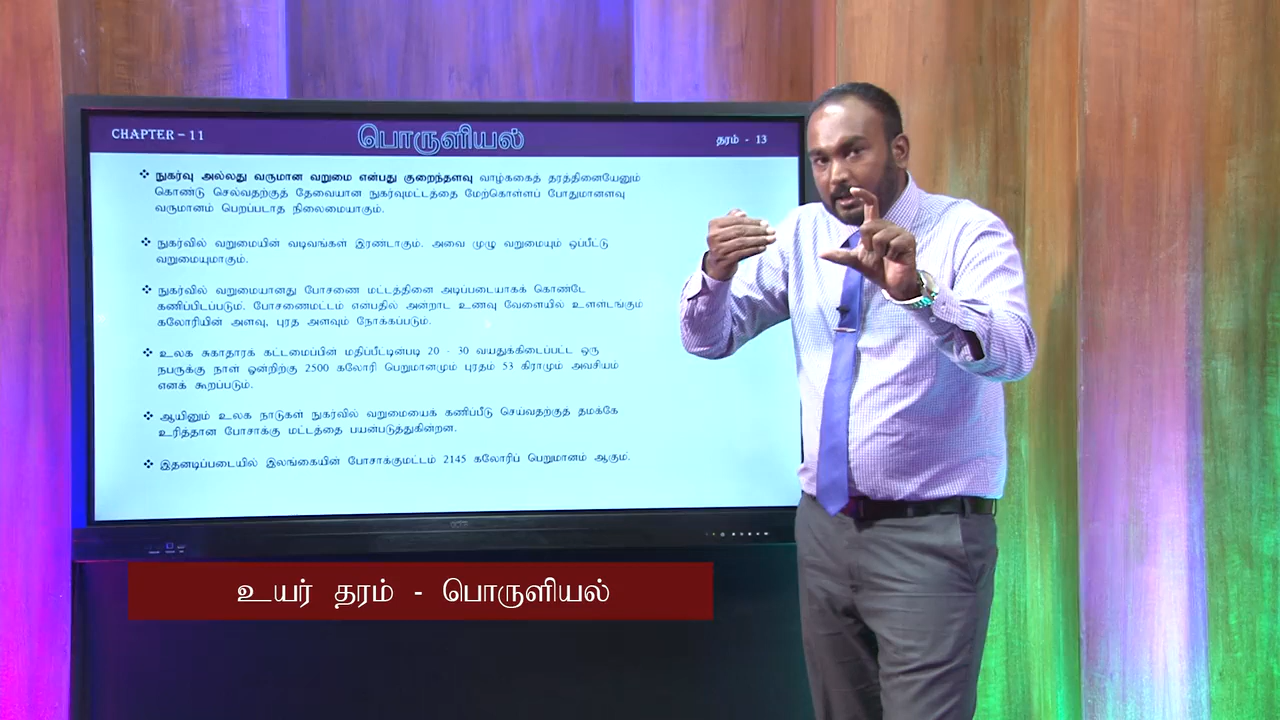 CHAPTER – 11
பொருளியல்
தரம் - 13
❖ நுகர்வு அல்லது வருமான வறுமை என்பது குறைந்தளவு வாழ்க்கைத் தரத்தினையேனும்
கொண்டு செல்வதற்குத் தேவையான நுகர்வுமட்டத்தை மேற்கொள்ளப் போதுமானளவு
வருமானம் பெறப்படாத நிலைமையாகும்.
❖ நுகர்வில் வறுமையின் வடிவங்கள் இரண்டாகும். அவை முழு வறுமையும் ஒப்பீட்டு
வறுமையுமாகும்.
❖ நுகர்வில் வறுமையானது போசணை மட்டத்தினை அடிப்படையாகக் கொண்டே
கணிப்பிடப்படும். போசணைமட்டம் என்பதில் அன்றாட உணவு வேளையில் உள்ளடங்கும்
கலோரியின் அளவு, புரத அளவும் நோக்கப்படும்.
❖ உலக சுகாதாரக் கட்டமைப்பின் மதிப்பீட்டின்படி 20 - 30 வயதுக்கிடைப்பட்ட ஒரு
நபருக்கு நாள் ஒன்றிற்கு 2500 கலோரி பெறுமானமும் புரதம் 53 கிராமும் அவசியம்
எனக் கூறப்படும்.
❖ ஆயினும் உலக நாடுகள் நுகர்வில் வறுமையைக் கணிப்பீடு செய்வதற்குத் தமக்கே
உரித்தான போசாக்கு மட்டத்தை பயன்படுத்துகின்றன.
❖ இதனடிப்படையில் இலங்கையின் போசாக்குமட்டம் 2145 கலோரிப் பெறுமானம் ஆகும்.
உயர் தரம் - பொருளியல்